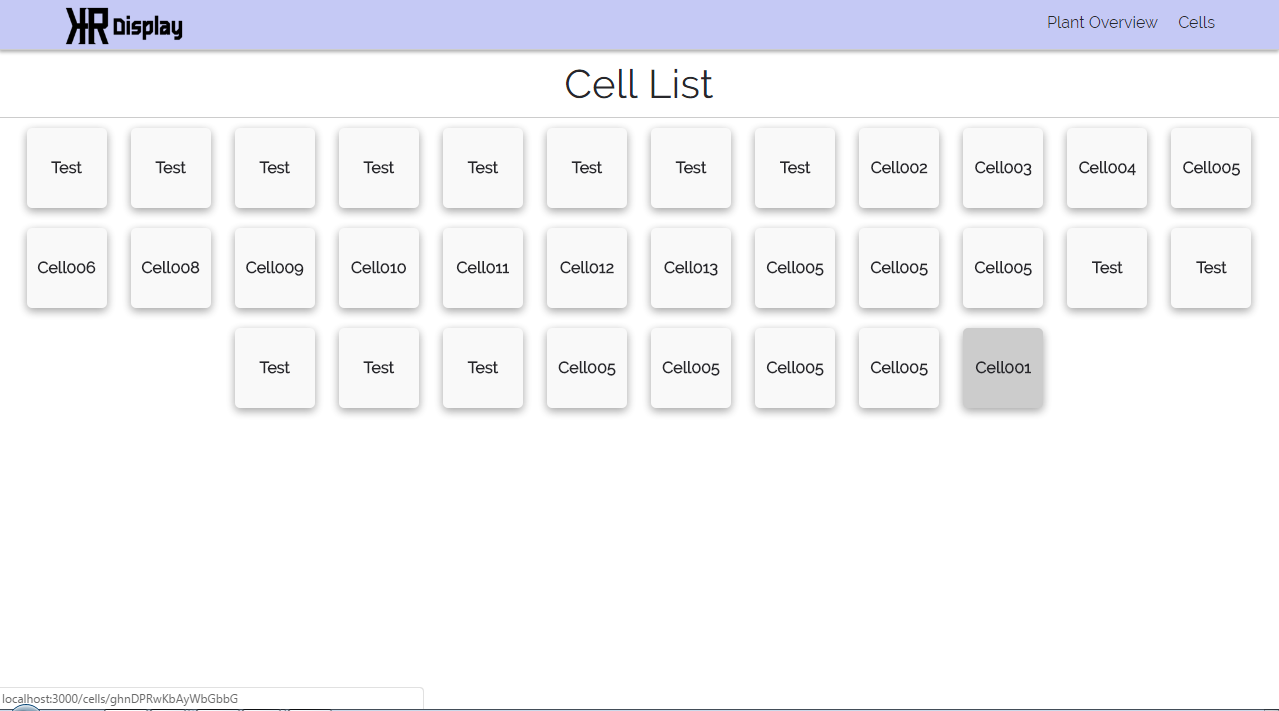 KR Display
Plant Overview Cells
Cell List
Test Test Test Test Test Test Test Test Cell002 Cell003 Cell004 Cell005
Cell006 Cell008 Cell009 Cell010 Cell011 Cell012 Cell013 Cell005 Cell005 Cell005 Test Test
Test Test Test Cell005 Cell005 Cell005 Cell005 Cell001
localhost:3000/cells/ghnDPRwKbAyWbGbbG